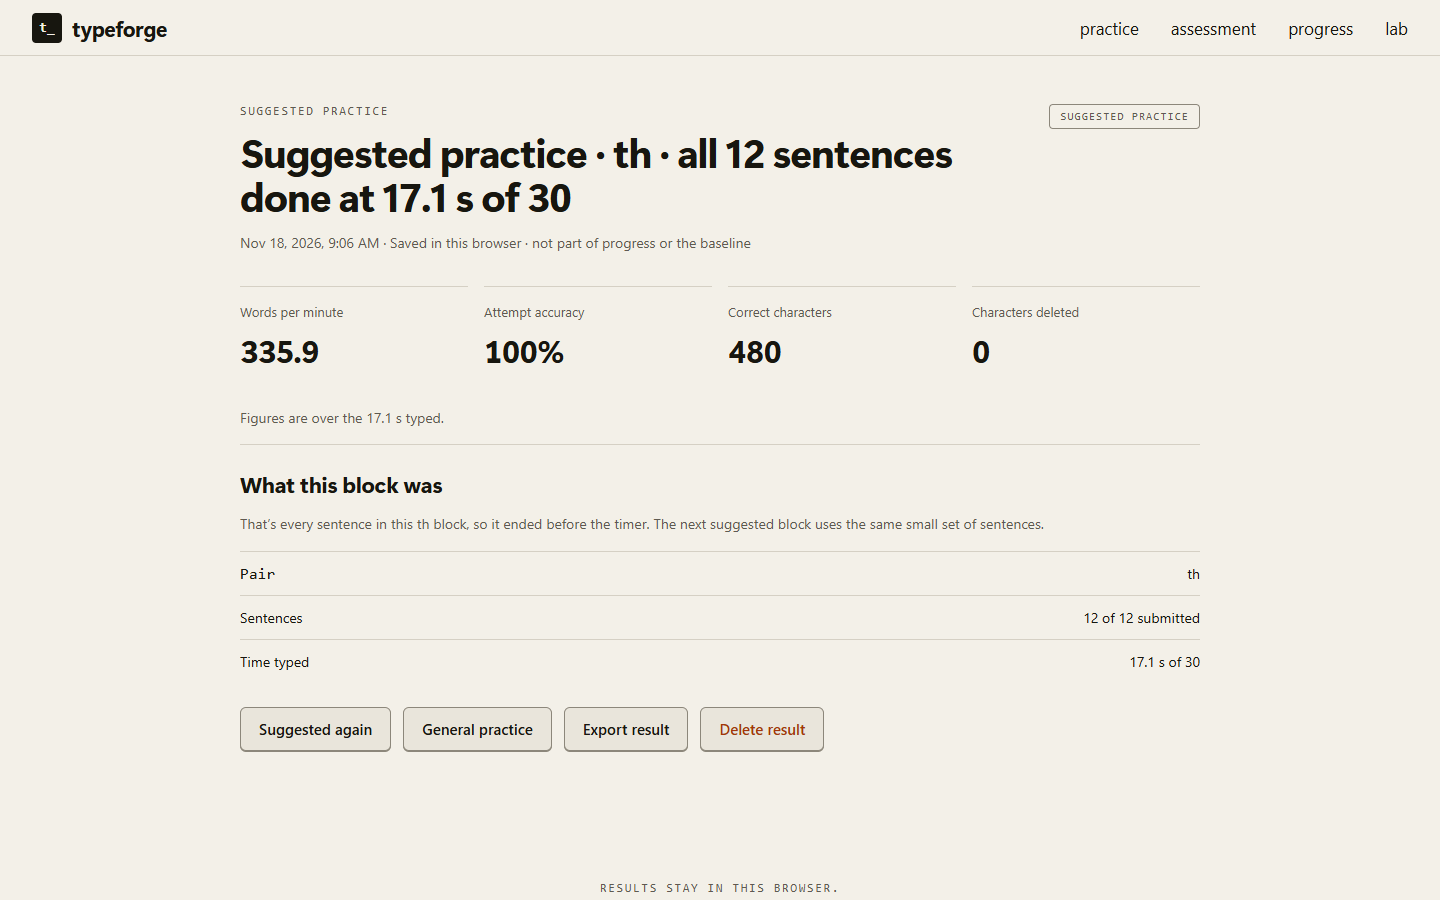 t_ typeforge
practice assessment progress lab
SUGGESTED PRACTICE
SUGGESTED PRACTICE
Suggested practice · th · all 12 sentences
done at 17.1 s of 30
Nov 18, 2026, 9:06 AM · Saved in this browser · not part of progress or the baseline
Words per minute
335.9
Attempt accuracy
100%
Correct characters
480
Characters deleted
0
Figures are over the 17.1 s typed.
What this block was
That’s every sentence in this th block, so it ended before the timer. The next suggested block uses the same small set of sentences.
Pair th
Sentences 12 of 12 submitted
Time typed 17.1 s of 30
Suggested again General practice Export result Delete result
RESULTS STAY IN THIS BROWSER.